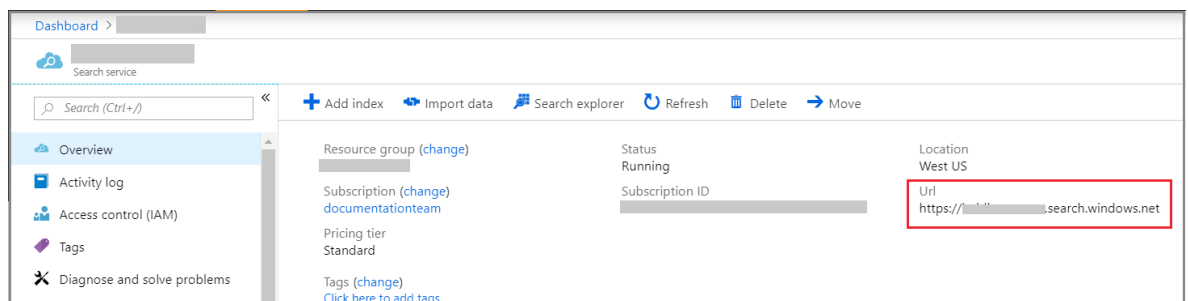 Dashboard >
Search service
Search (Ctrl+/)
«
Add index Import data Search explorer Refresh Delete Move
Overview
Activity log
Access control (IAM)
Tags
Diagnose and solve problems
Resource group (change)
Subscription (change)
documentationteam
Pricing tier
Standard
Tags (change)
Click here to add tags
Status
Running
Subscription ID
Location
West US
Url
https:// .search.windows.net